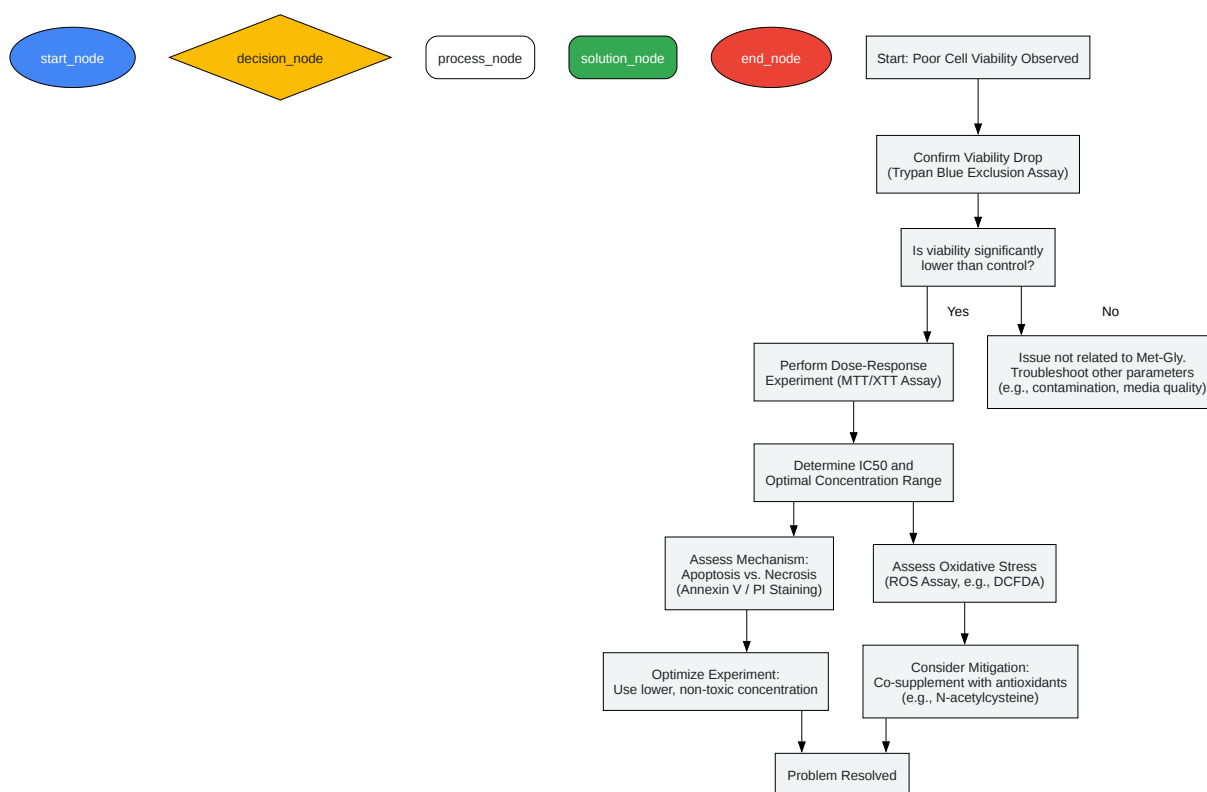 start_node
decision_node
process_node
solution_node
end_node
Start: Poor Cell Viability Observed
Confirm Viability Drop
(Trypan Blue Exclusion Assay)
Is viability significantly
lower than control?
Yes
No
Perform Dose-Response
Experiment (MTT/XTT Assay)
Issue not related to Met-Gly.
Troubleshoot other parameters
(e.g., contamination, media quality)
Determine IC50 and
Optimal Concentration Range
Assess Mechanism:
Apoptosis vs. Necrosis
(Annexin V / PI Staining)
Assess Oxidative Stress
(ROS Assay, e.g., DCFDA)
Optimize Experiment:
Use lower, non-toxic concentration
Consider Mitigation:
Co-supplement with antioxidants
(e.g., N-acetylcysteine)
Problem Resolved